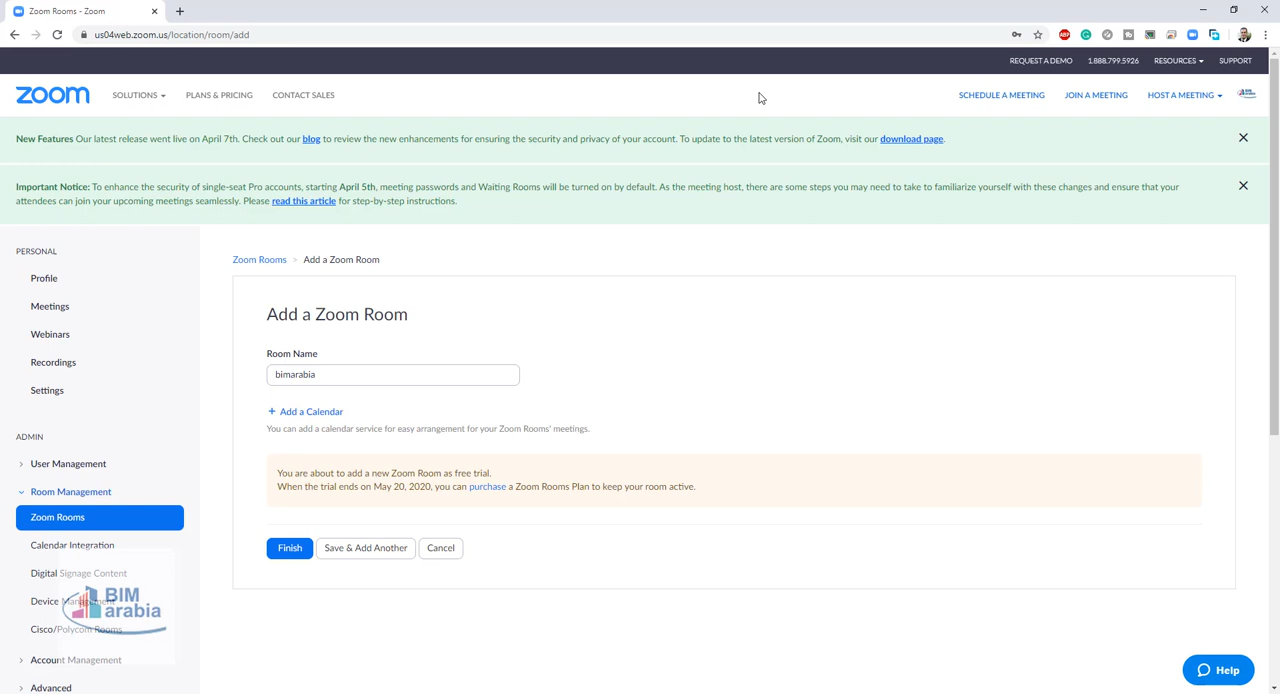 Zoom Rooms - Zoom
us04web.zoom.us/location/room/add
ABP
REQUEST A DEMO 1.888.799.5926 RESOURCES SUPPORT
zoom SOLUTIONS PLANS & PRICING CONTACT SALES SCHEDULE A MEETING JOIN A MEETING HOST A MEETING
New Features Our latest release went live on April 7th. Check out our blog to review the new enhancements for ensuring the security and privacy of your account. To update to the latest version of Zoom, visit our download page.
Important Notice: To enhance the security of single-seat Pro accounts, starting April 5th, meeting passwords and Waiting Rooms will be turned on by default. As the meeting host, there are some steps you may need to take to familiarize yourself with these changes and ensure that your
attendees can join your upcoming meetings seamlessly. Please read this article for step-by-step instructions.
PERSONAL
Profile
Meetings
Webinars
Recordings
Settings
ADMIN
User Management
Room Management
Zoom Rooms
Calendar Integration
Digital Signage Content
Device Management
Cisco/Polycom Rooms
Account Management
Advanced
BIM
arabia
Zoom Rooms > Add a Zoom Room
Add a Zoom Room
Room Name
bimarabia
+ Add a Calendar
You can add a calendar service for easy arrangement for your Zoom Rooms' meetings.
You are about to add a new Zoom Room as free trial.
When the trial ends on May 20, 2020, you can purchase a Zoom Rooms Plan to keep your room active.
Finish Save & Add Another Cancel
Help